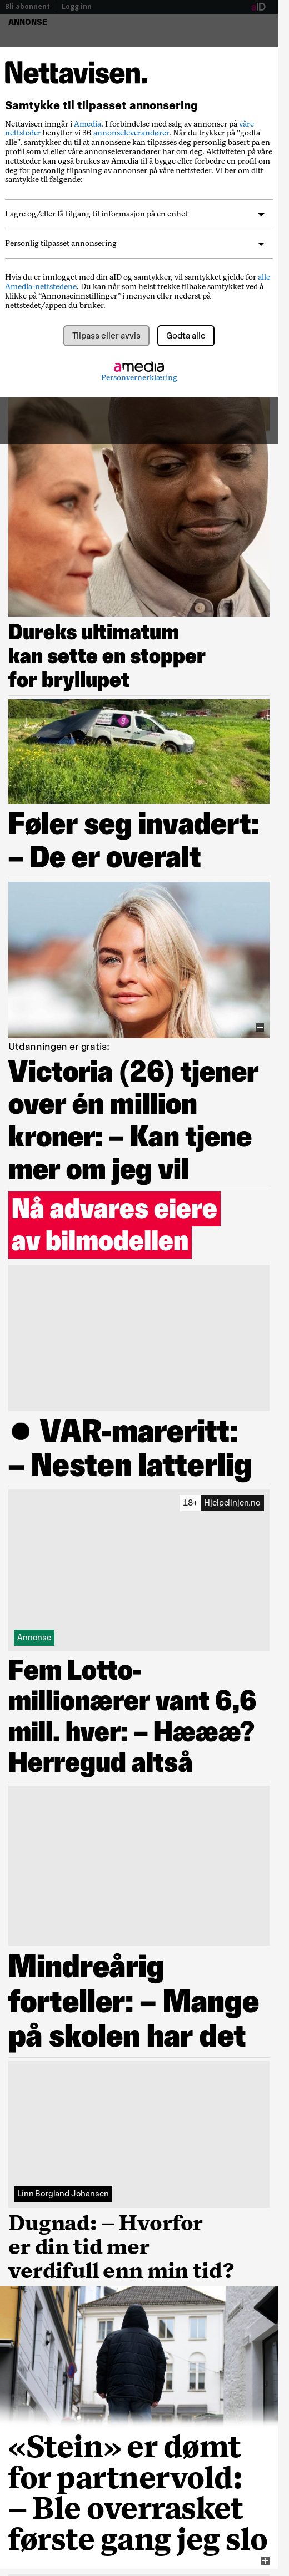 Bli abonnent | Logg inn
aID
ANNONSE
Nettavisen.
Samtykke til tilpasset annonsering
Nettavisen inngår i Amedia. I forbindelse med salg av annonser på våre
nettsteder benytter vi 36 annonseleverandører. Når du trykker på "godta
alle", samtykker du til at annonsene kan tilpasses deg personlig basert på en
profil som vi eller våre annonseleverandører har om deg. Aktiviteten på våre
nettsteder kan også brukes av Amedia til å bygge eller forbedre en profil om
deg for personlig tilpasning av annonser på våre nettsteder. Vi ber om ditt
samtykke til følgende:
Lagre og/eller få tilgang til informasjon på en enhet
Personlig tilpasset annonsering
Hvis du er innlogget med din aID og samtykker, vil samtykket gjelde for alle
Amedia-nettstedene. Du kan når som helst trekke tilbake samtykket ved å
klikke på “Annonseinnstillinger” i menyen eller nederst på
nettstedet/appen du bruker.
Tilpass eller avvis
Godta alle
amedia
Personvernerklæring
Dureks ultimatum
kan sette en stopper
for bryllupet
Føler seg invadert:
– De er overalt
Utdanningen er gratis:
Victoria (26) tjener
over én million
kroner: – Kan tjene
mer om jeg vil
Nå advares eiere
av bilmodellen
● VAR-mareritt:
– Nesten latterlig
18+ Hjelpelinjen.no
Annonse
Fem Lotto-
millionærer vant 6,6
mill. hver: – Hæææ?
Herregud altså
Mindreårig
forteller: – Mange
på skolen har det
Linn Borgland Johansen
Dugnad: – Hvorfor
er din tid mer
verdifull enn min tid?
«Stein» er dømt
for partnervold:
– Ble overrasket
første gang jeg slo